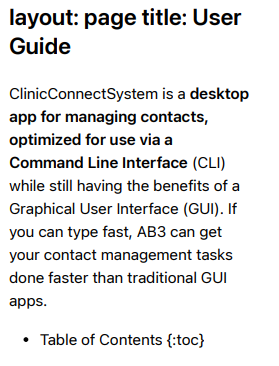 layout: page title: User
Guide
ClinicConnectSystem is a desktop
app for managing contacts,
optimized for use via a
Command Line Interface (CLI)
while still having the benefits of a
Graphical User Interface (GUI). If
you can type fast, AB3 can get
your contact management tasks
done faster than traditional GUI
apps.
• Table of Contents {:toc}